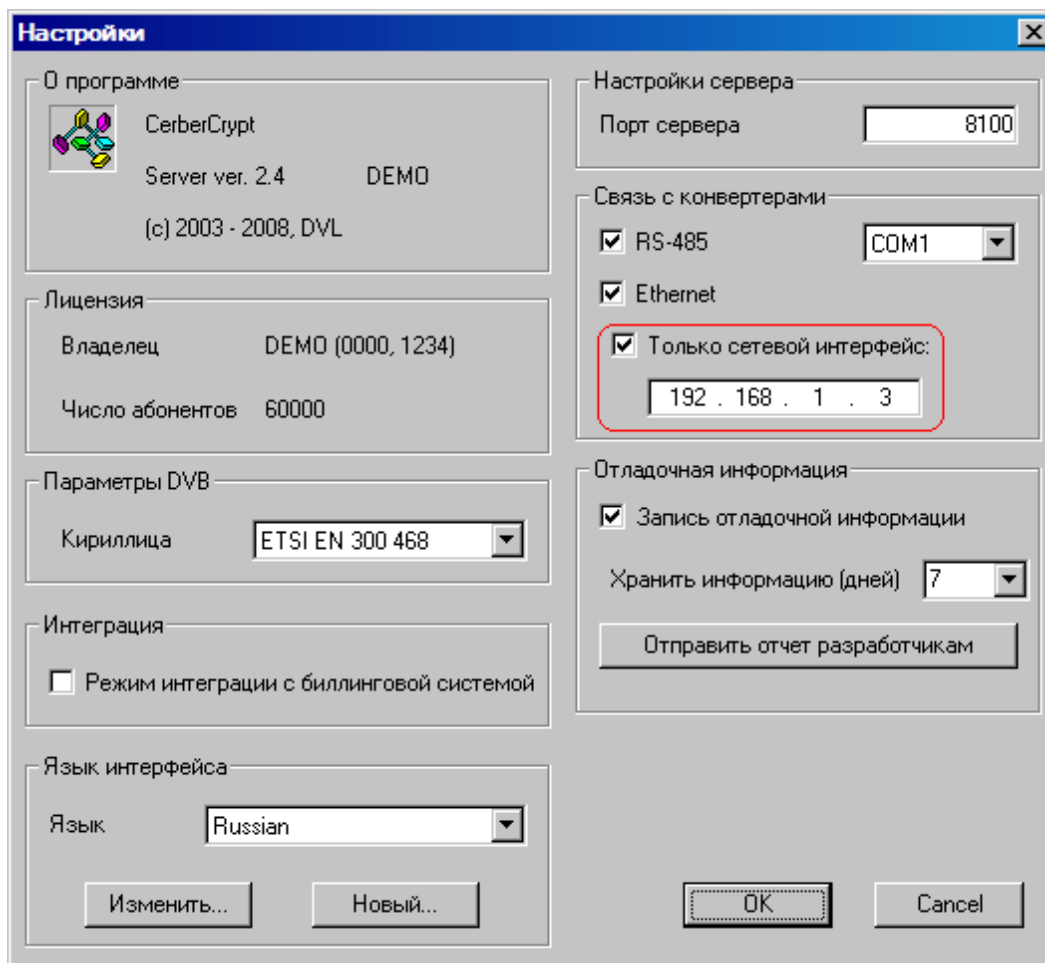 Настройки
О программе
CerberCrypt
Server ver. 2.4 DEMO
(c) 2003 - 2008, DVL
Лицензия
Владелец DEMO (0000, 1234)
Число абонентов 60000
Параметры DVB
Кириллица ETSI EN 300 468
Интеграция
Режим интеграции с биллинговой системой
Язык интерфейса
Язык Russian
Изменить... Новый...
Настройки сервера
Порт сервера 8100
Связь с конвертерами
RS-485 COM1
Ethernet
Только сетевой интерфейс:
192 . 168 . 1 . 3
Отладочная информация
Запись отладочной информации
Хранить информацию (дней) 7
Отправить отчет разработчикам
OK Cancel